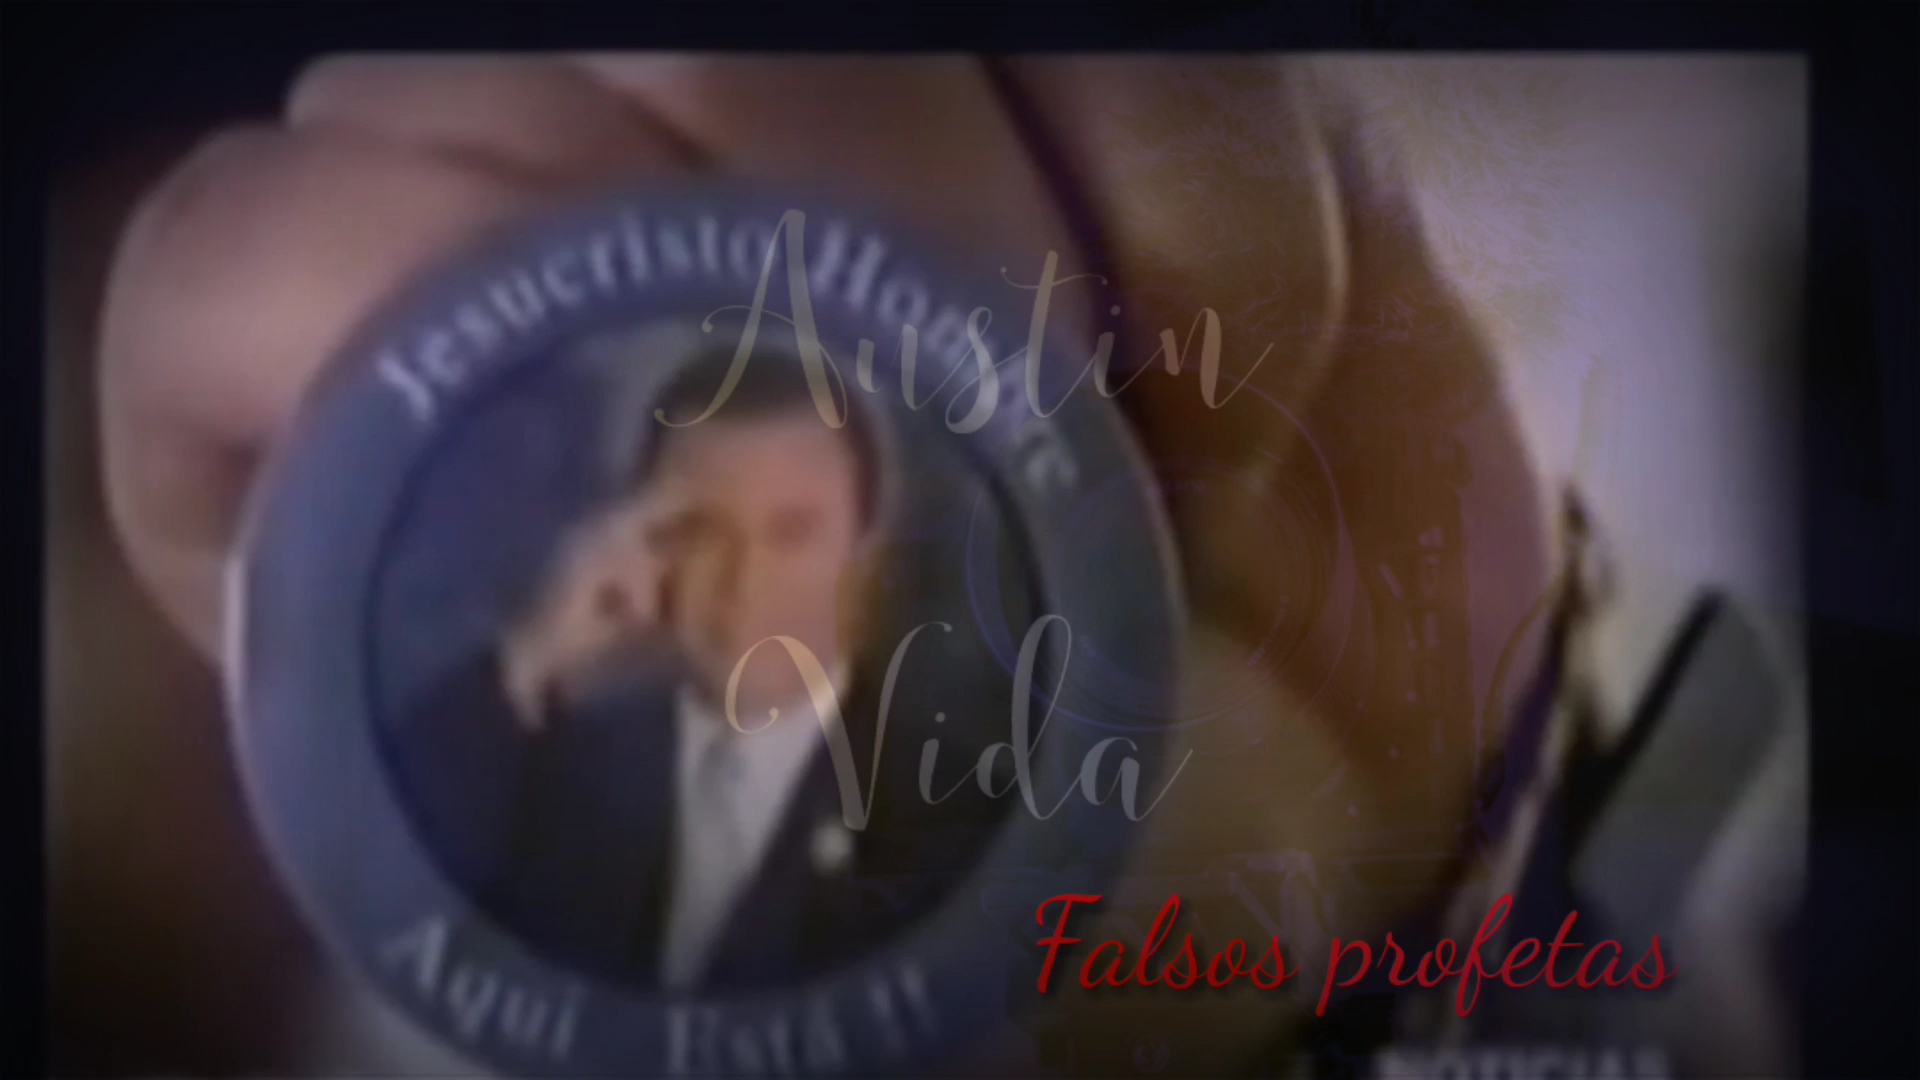 Jesucristo Hombre
Austin
Vida
Aquí Está !!
Falsos profetas
NOTICIAS